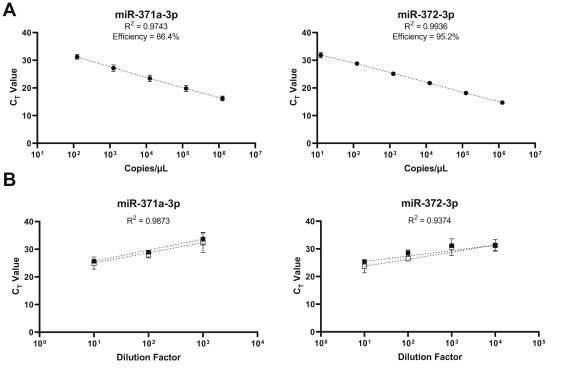 A
miR-371a-3p
R² = 0.9743
Efficiency = 86.4%
C_T Value
40
30
20
10
0
10¹ 10² 10³ 10⁴ 10⁵ 10⁶ 10⁷
Copies/µL
miR-372-3p
R² = 0.9936
Efficiency = 95.2%
C_T Value
40
30
20
10
0
10¹ 10² 10³ 10⁴ 10⁵ 10⁶ 10⁷
Copies/µL
B
miR-371a-3p
R² = 0.9873
C_T Value
40
30
20
10
0
10⁰ 10¹ 10² 10³ 10⁴
Dilution Factor
miR-372-3p
R² = 0.9374
C_T Value
40
30
20
10
0
10⁰ 10¹ 10² 10³ 10⁴ 10⁵
Dilution Factor